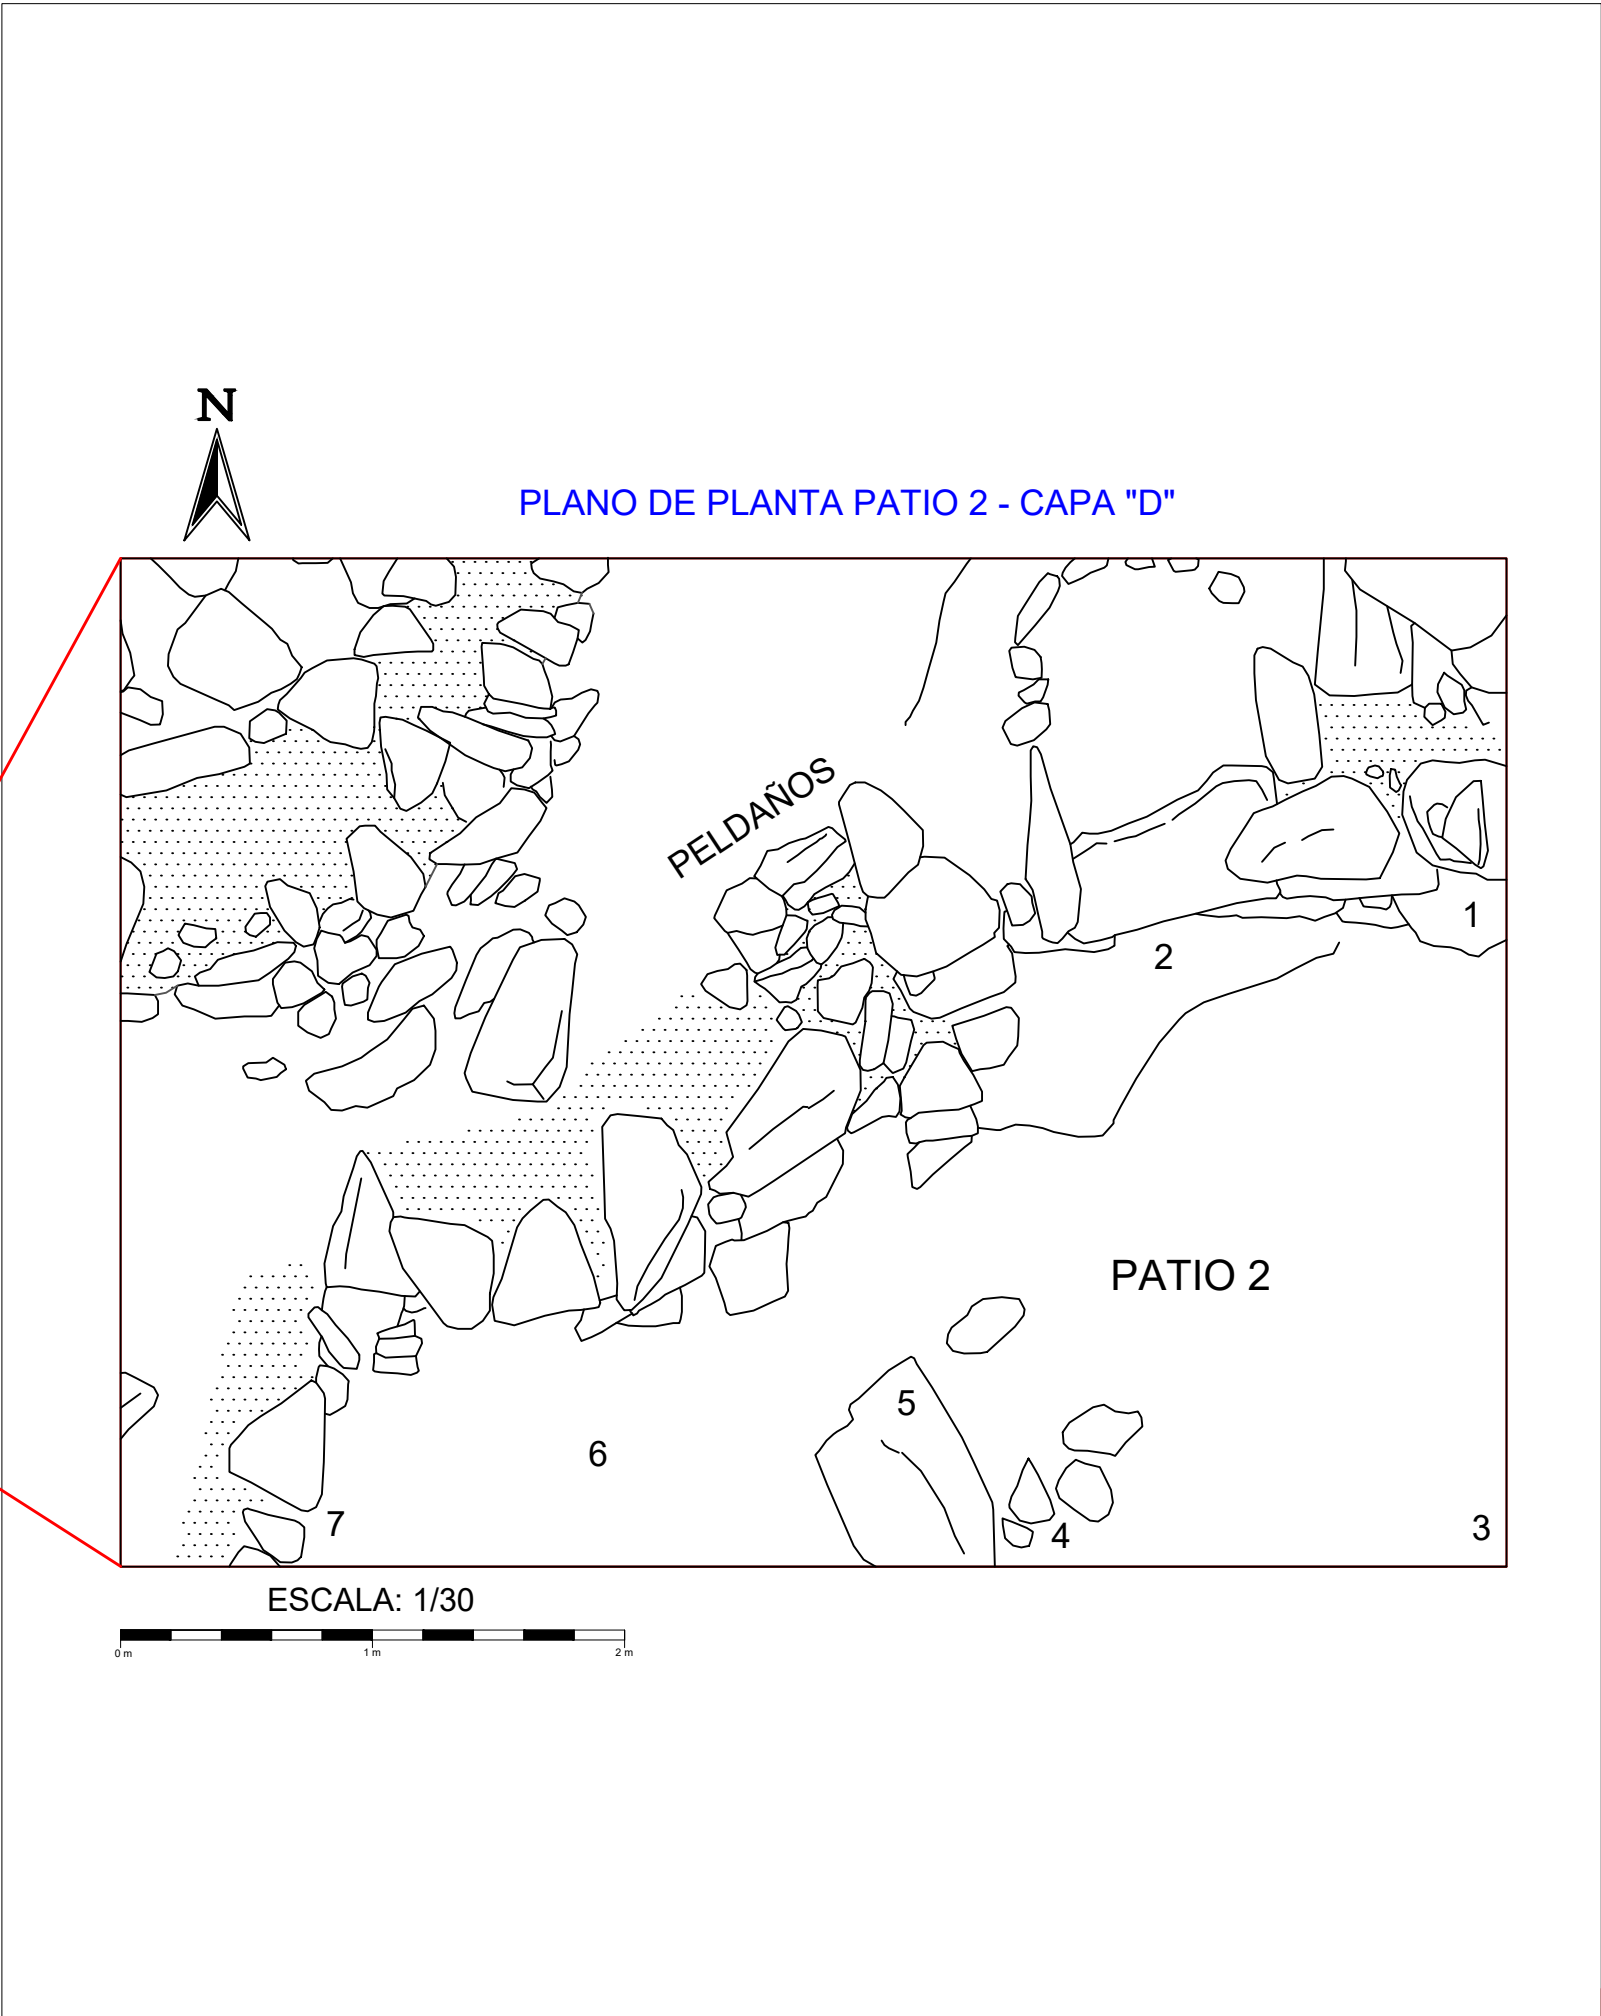 N
PLANO DE PLANTA PATIO 2 - CAPA "D"
PELDAÑOS
1
2
PATIO 2
5
6
7
4
3
ESCALA: 1/30
0 m 1 m 2 m